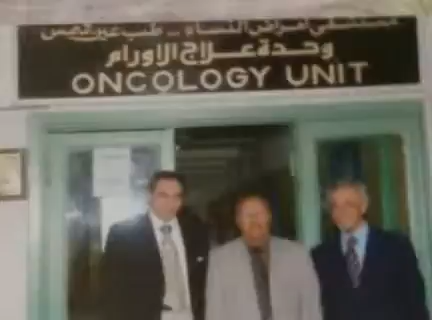 مستشفى امراض النساء .. طب عين شمس
وحدة علاج الاورام
ONCOLOGY UNIT